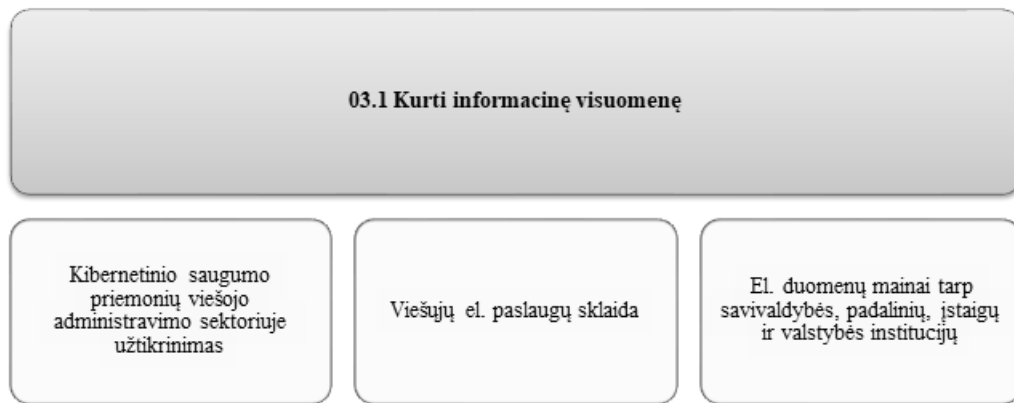 03.1 Kurti informacinę visuomenę
Kibernetinio saugumo
priemonių viešojo
administravimo sektoriuje
užtikrinimas
Viešųjų el. paslaugų sklaida
El. duomenų mainai tarp
savivaldybės, padalinių, įstaigų
ir valstybės institucijų